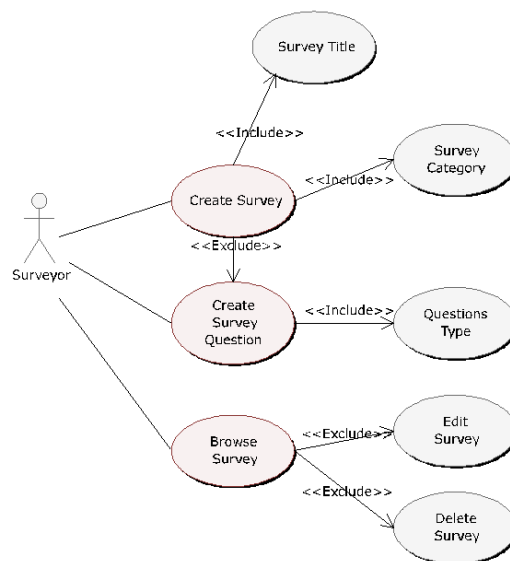 Survey Title
<<Include>>
Survey
Category
<<Include>>
Create Survey
<<Exclude>>
Surveyor
Create
Survey
Question
<<Include>>
Questions
Type
Browse
Survey
<<Exclude>>
Edit
Survey
<<Exclude>>
Delete
Survey